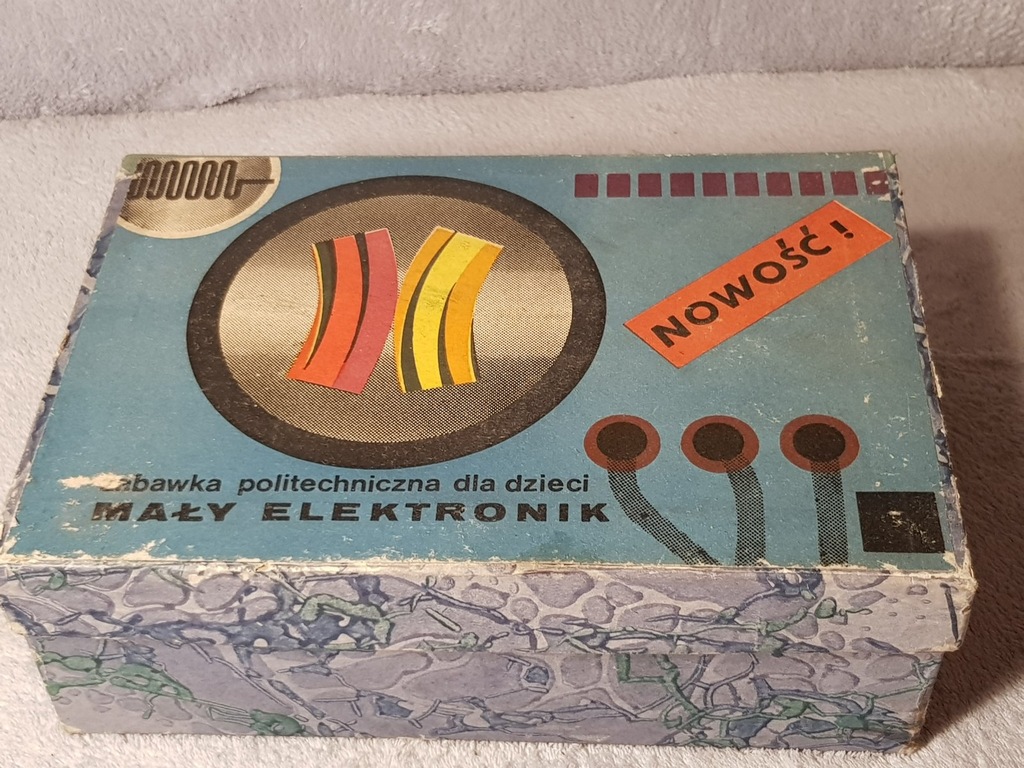 NOWOŚĆ!
zabawka politechniczna dla dzieci
MAŁY ELEKTRONIK